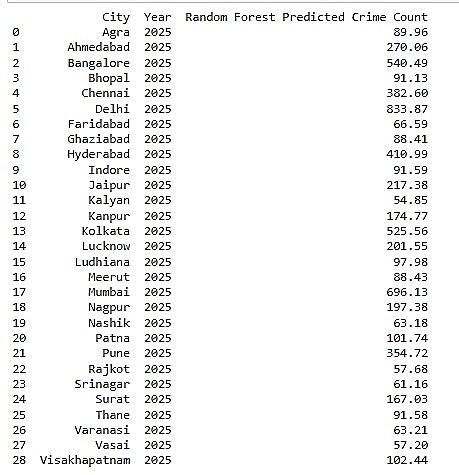 City Year Random Forest Predicted Crime Count
0 Agra 2025 89.96
1 Ahmedabad 2025 270.06
2 Bangalore 2025 540.49
3 Bhopal 2025 91.13
4 Chennai 2025 382.60
5 Delhi 2025 833.87
6 Faridabad 2025 66.59
7 Ghaziabad 2025 88.41
8 Hyderabad 2025 410.99
9 Indore 2025 91.59
10 Jaipur 2025 217.38
11 Kalyan 2025 54.85
12 Kanpur 2025 174.77
13 Kolkata 2025 525.56
14 Lucknow 2025 201.55
15 Ludhiana 2025 97.98
16 Meerut 2025 88.43
17 Mumbai 2025 696.13
18 Nagpur 2025 197.38
19 Nashik 2025 63.18
20 Patna 2025 101.74
21 Pune 2025 354.72
22 Rajkot 2025 57.68
23 Srinagar 2025 61.16
24 Surat 2025 167.03
25 Thane 2025 91.58
26 Varanasi 2025 63.21
27 Vasai 2025 57.20
28 Visakhapatnam 2025 102.44